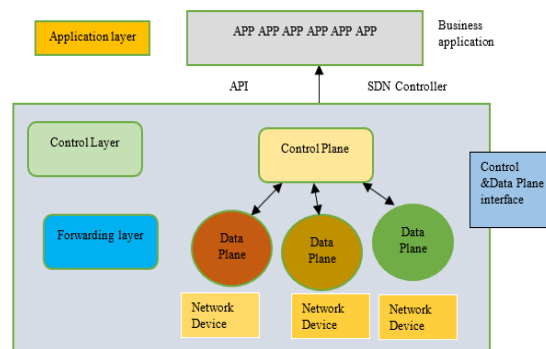 Application layer
APP APP APP APP APP APP
Business
application
API
SDN Controller
Control Layer
Control Plane
Control
&Data Plane
interface
Forwarding layer
Data
Plane
Data
Plane
Data
Plane
Network
Device
Network
Device
Network
Device